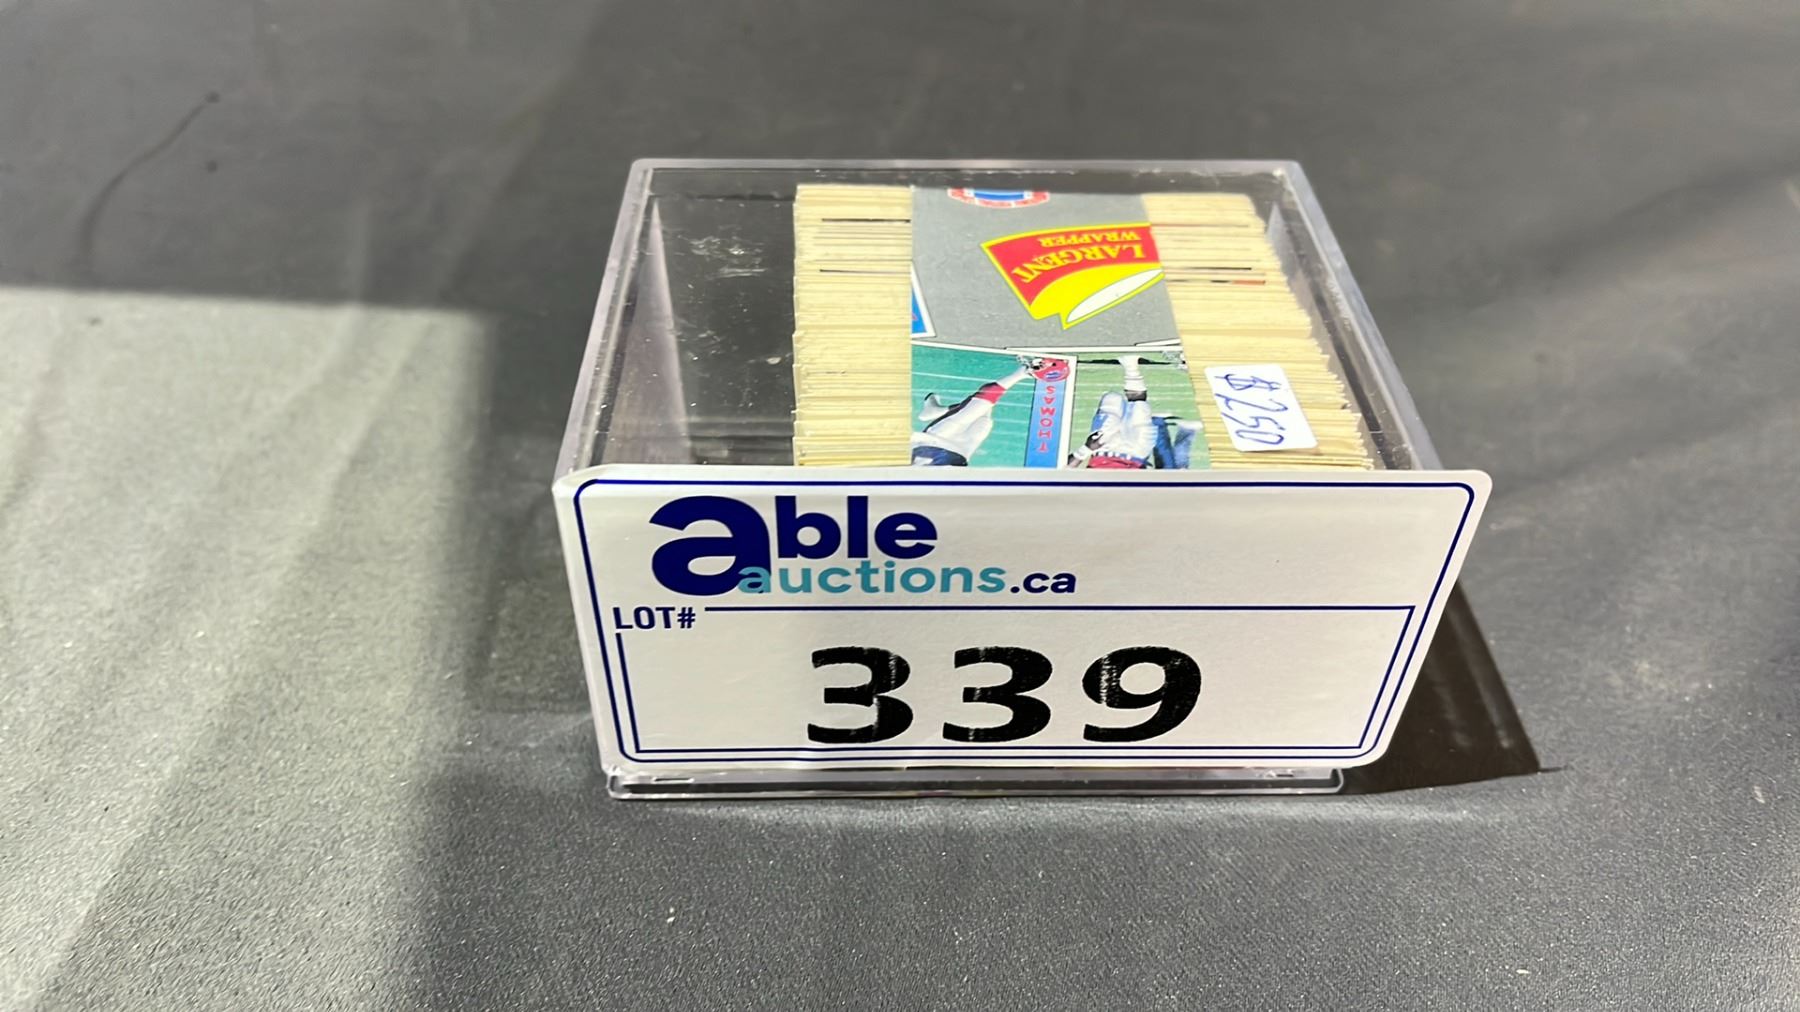 LARGENT
WRAPPER
THOMAS
$250
able
auctions.ca
LOT#
339